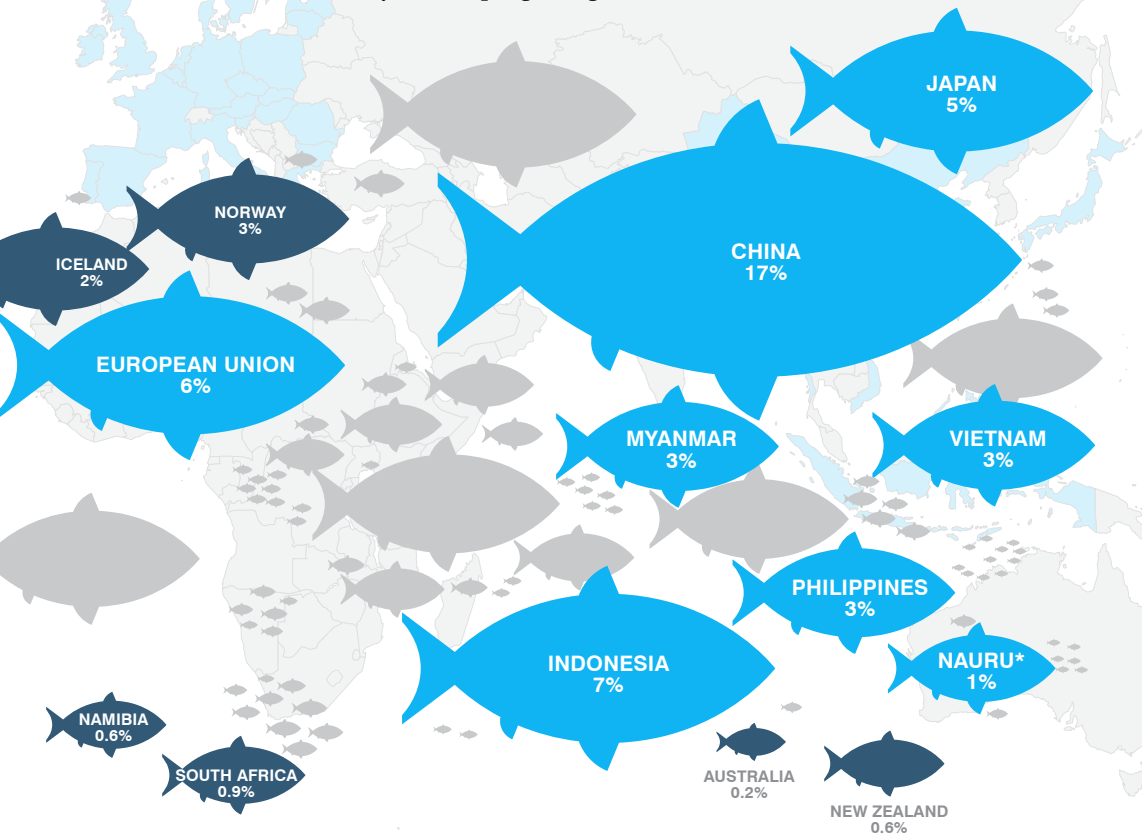 JAPAN
5%
NORWAY
3%
CHINA
17%
ICELAND
2%
EUROPEAN UNION
6%
MYANMAR
3%
VIETNAM
3%
PHILIPPINES
3%
INDONESIA
7%
NAURU*
1%
NAMIBIA
0.6%
SOUTH AFRICA
0.9%
AUSTRALIA
0.2%
NEW ZEALAND
0.6%